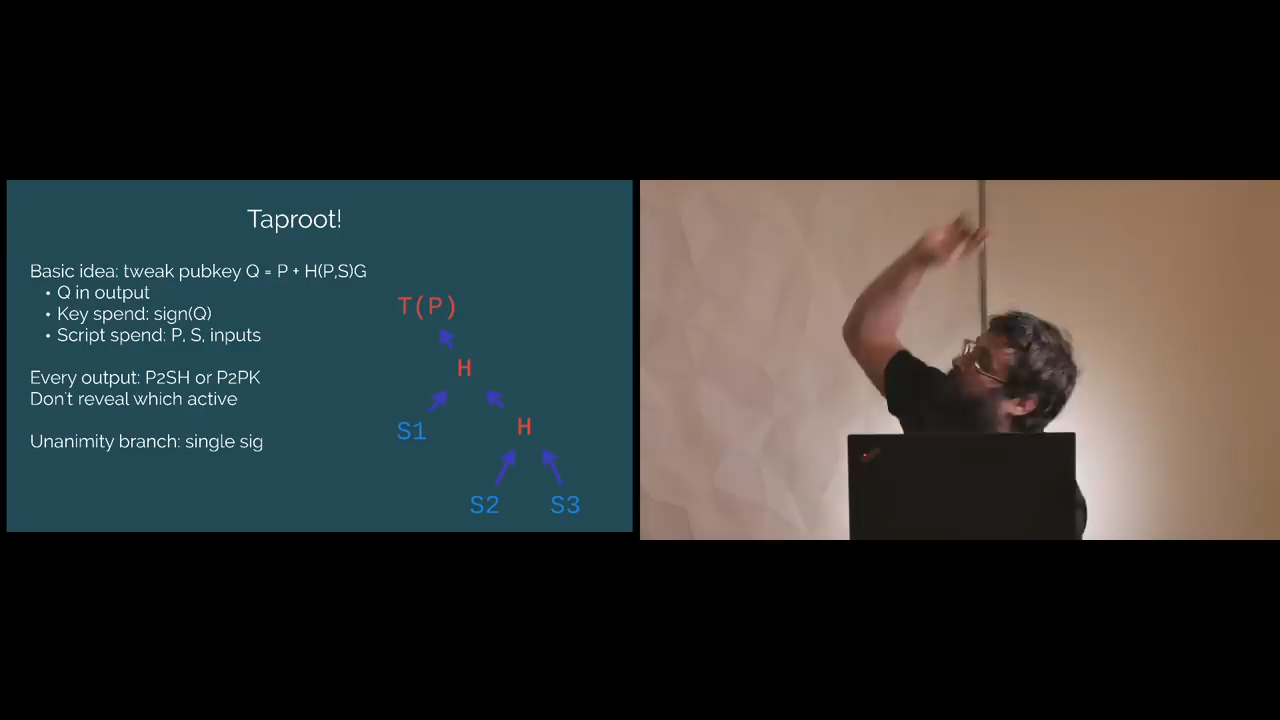 Taproot!
Basic idea: tweak pubkey Q = P + H(P,S)G
• Q in output
• Key spend: sign(Q)
• Script spend: P, S, inputs
Every output: P2SH or P2PK
Don't reveal which active
Unanimity branch: single sig
T(P)
H
S1
H
S2 S3